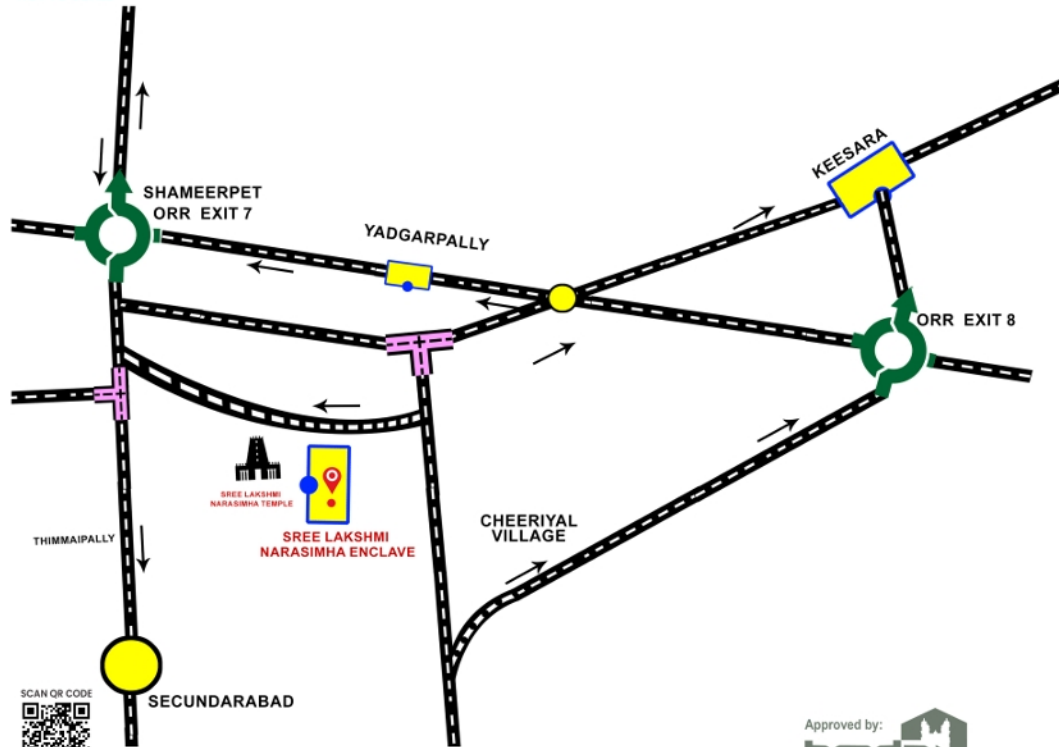 SHAMEERPET
ORR EXIT 7
YADGARPALLY
KEESARA
ORR EXIT 8
SREE LAKSHMI
NARASIMHA TEMPLE
SREE LAKSHMI
NARASIMHA ENCLAVE
CHEERIYAL
VILLAGE
THIMMAIPALLY
SECUNDARABAD
SCAN QR CODE
Approved by: